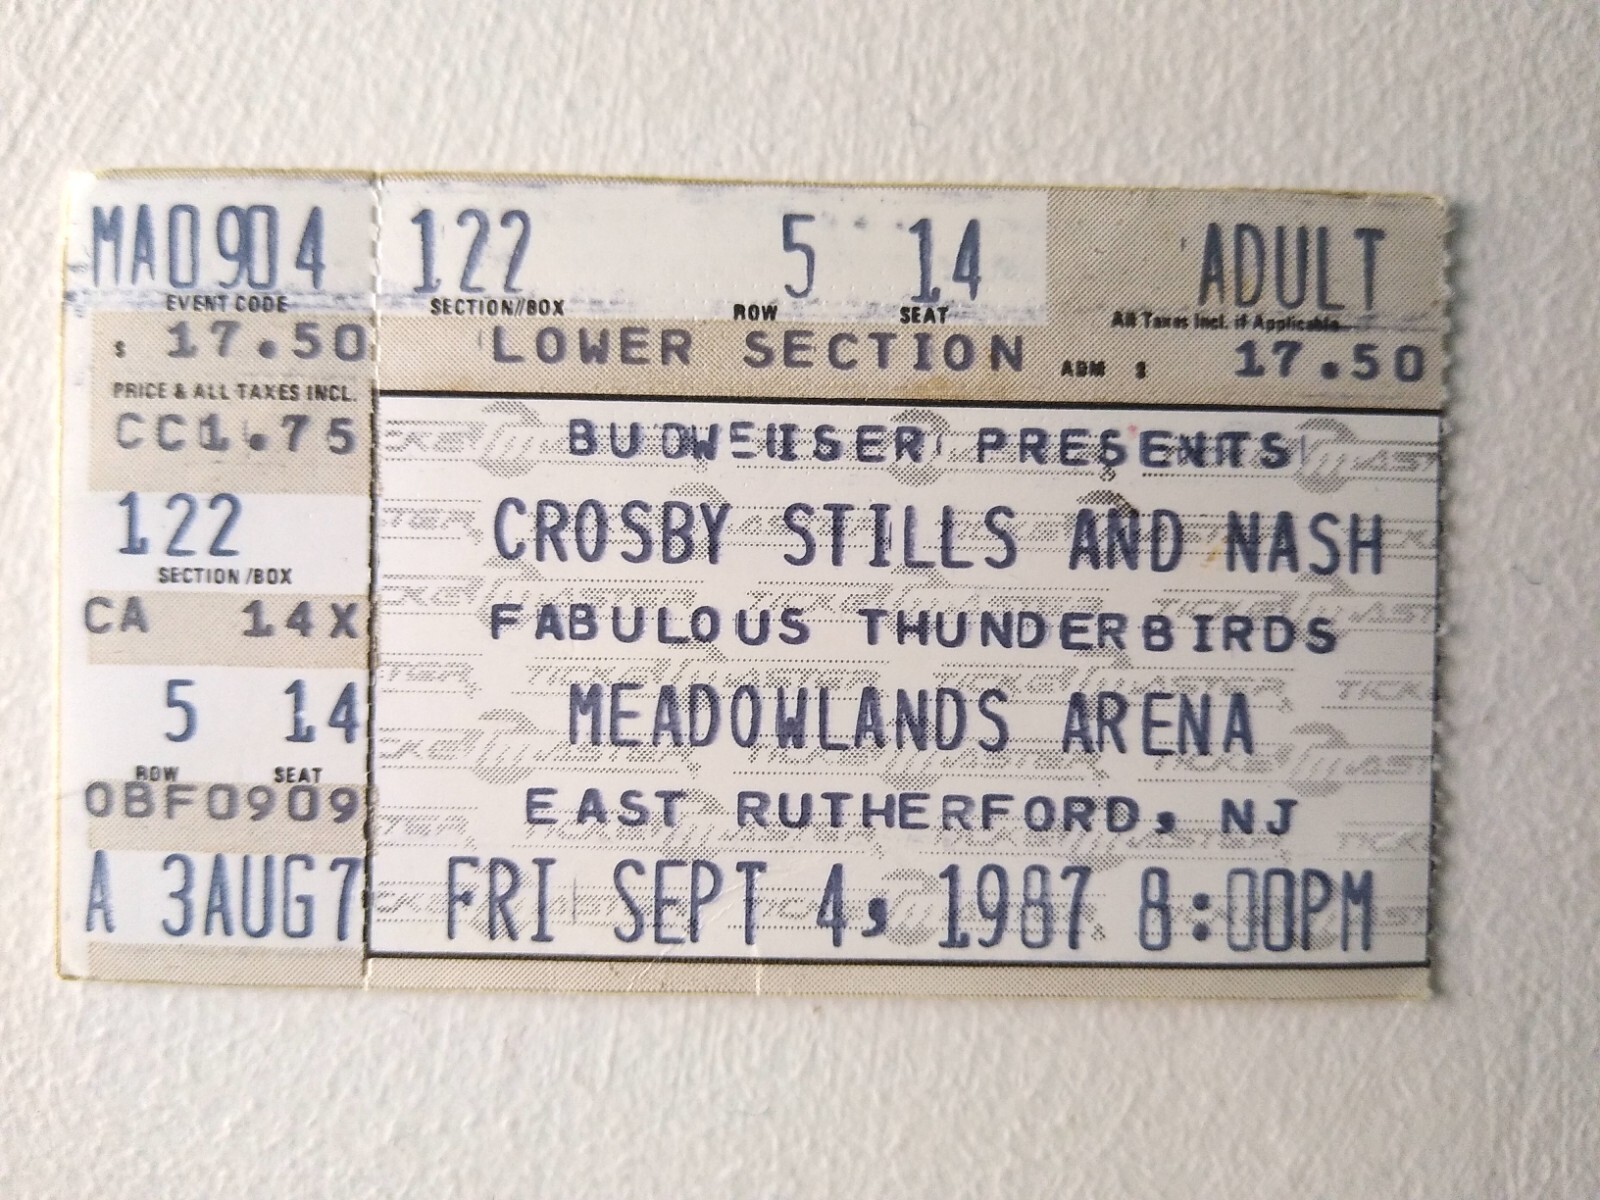 MA0904
EVENT CODE
$ 17.50
PRICE & ALL TAXES INCL.
CC1.75
122
SECTION/BOX
CA 14X
5 14
ROW SEAT
OBF0909
A 3AUG7
122 5 14 ADULT
SECTION/BOX ROW SEAT All Taxes Incl. if Applicable
LOWER SECTION ADM $ 17.50
BUDWEISER PRESENTS
CROSBY STILLS AND NASH
FABULOUS THUNDERBIRDS
MEADOWLANDS ARENA
EAST RUTHERFORD, NJ
FRI SEPT 4, 1987 8:00PM